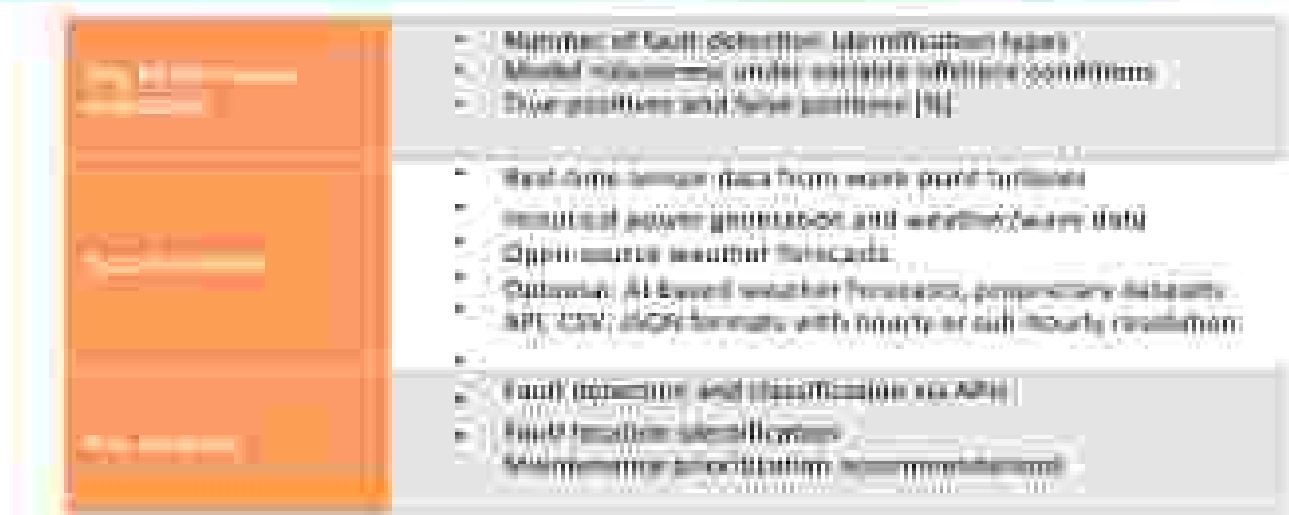 Number of fault detection identification types
Model robustness under variable offshore conditions
True positives and false positives [%]
Real-time sensor data from wave park turbines
Historical power generation and weather/wave data
Open-source weather forecasts
Optional: AI-based weather forecasts, proprietary datasets
API, CSV, JSON formats with hourly or sub-hourly resolution
Fault detection and classification via APIs
Fault location identification
Maintenance prioritization recommendations